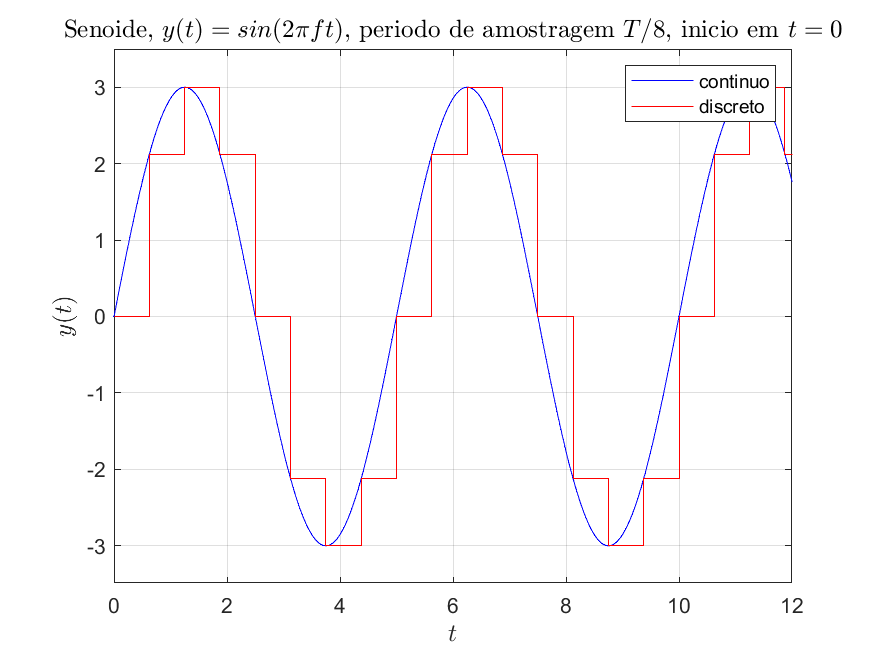 Senoide, y(t) = sin(2πft), periodo de amostragem T/8, inicio em t = 0
continuo
discreto
3
2
1
0
-1
-2
-3
y(t)
0 2 4 6 8 10 12
t